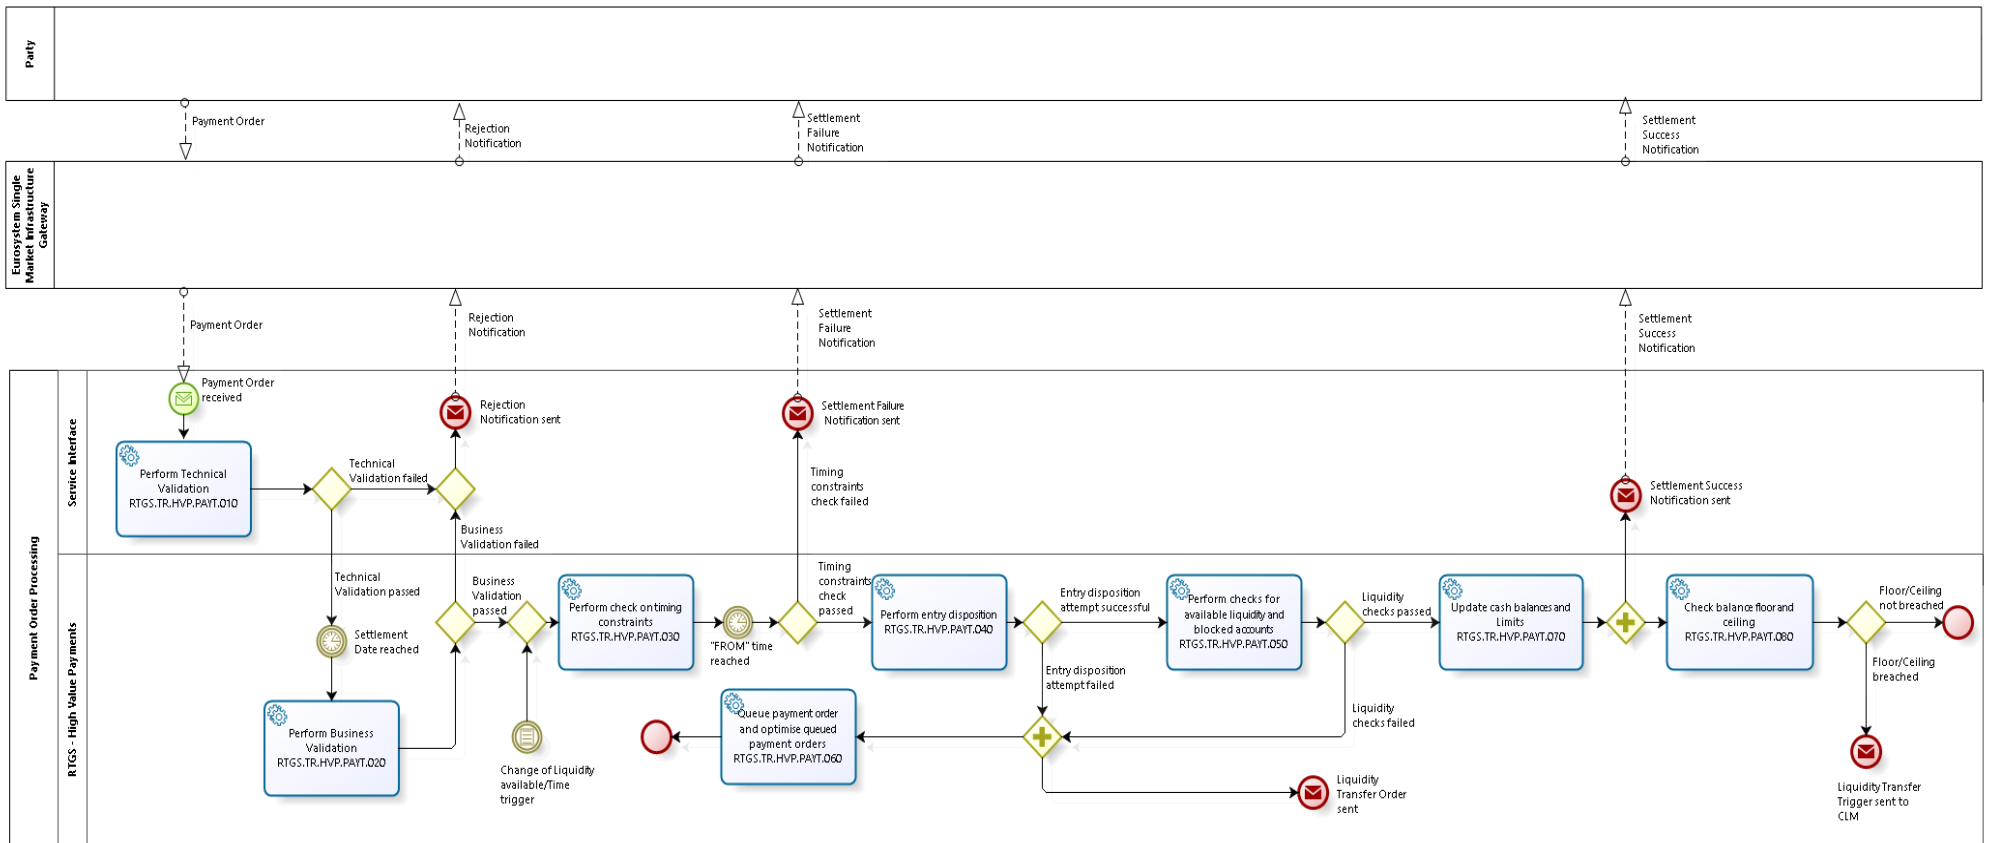 Party
Payment Order
Rejection
Notification
Settlement
Failure
Notification
Settlement
Success
Notification
Eurosystem Single
Market Infrastructure
Gateway
Payment Order
Rejection
Notification
Settlement
Failure
Notification
Settlement
Success
Notification
Payment Order Processing
Service Interface
Payment Order
received
Perform Technical
Validation
RTGS.TR.HVP.PAYT.010
Technical
Validation failed
Rejection
Notification sent
Business
Validation failed
Settlement Failure
Notification sent
Timing
constraints
check failed
Settlement Success
Notification sent
RTGS - High Value Payments
Technical
Validation passed
Settlement
Date reached
Perform Business
Validation
RTGS.TR.HVP.PAYT.020
Business
Validation
passed
Change of Liquidity
available/Time
trigger
Perform check on timing
constraints
RTGS.TR.HVP.PAYT.030
"FROM" time
reached
Timing
constraints
check
passed
Perform entry disposition
RTGS.TR.HVP.PAYT.040
Entry disposition
attempt successful
Entry disposition
attempt failed
Queue payment order
and optimise queued
payment orders
RTGS.TR.HVP.PAYT.060
Perform checks for
available liquidity and
blocked accounts
RTGS.TR.HVP.PAYT.050
Liquidity
checks passed
Liquidity
checks failed
Liquidity
Transfer Order
sent
Update cash balances and
Limits
RTGS.TR.HVP.PAYT.070
Check balance floor and
ceiling
RTGS.TR.HVP.PAYT.080
Floor/Ceiling
not breached
Floor/Ceiling
breached
Liquidity Transfer
Trigger sent to
CLM